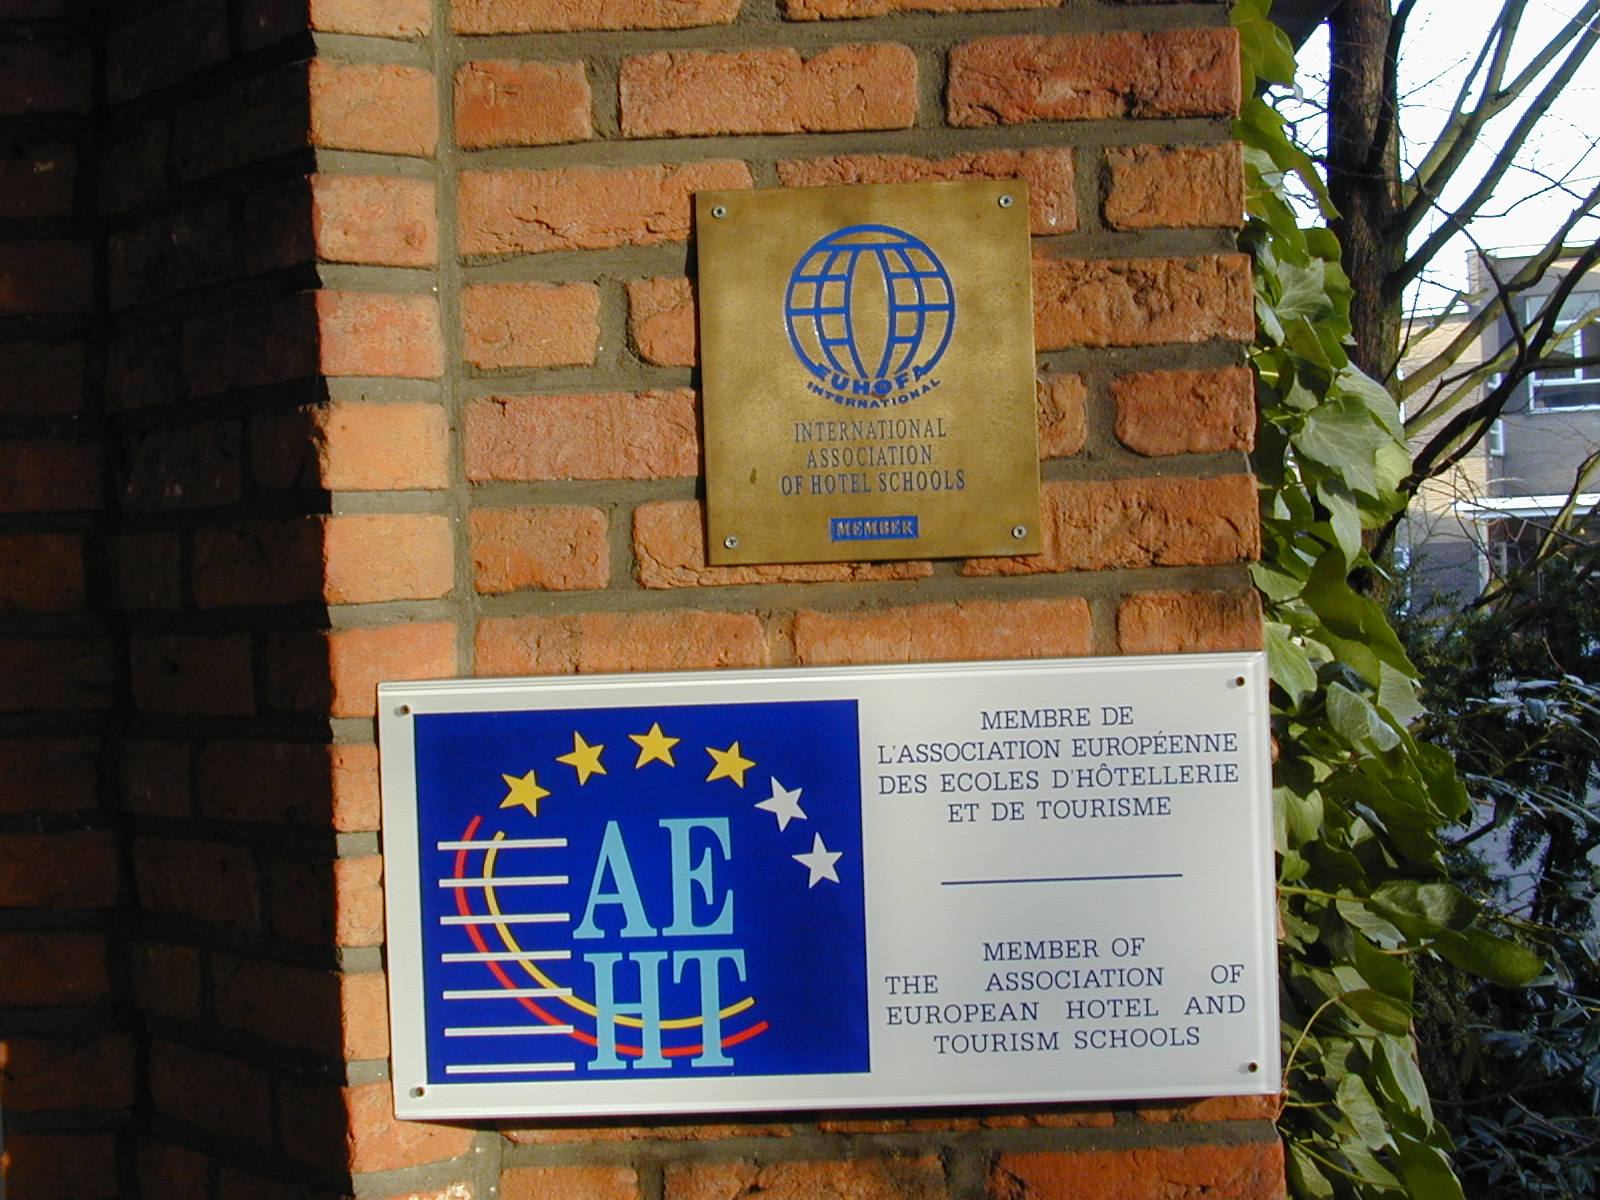 EUHOFA
INTERNATIONAL
INTERNATIONAL
ASSOCIATION
OF HOTEL SCHOOLS
MEMBER
AE
HT
MEMBRE DE
L'ASSOCIATION EUROPÉENNE
DES ECOLES D'HÔTELLERIE
ET DE TOURISME
MEMBER OF
THE ASSOCIATION OF
EUROPEAN HOTEL AND
TOURISM SCHOOLS